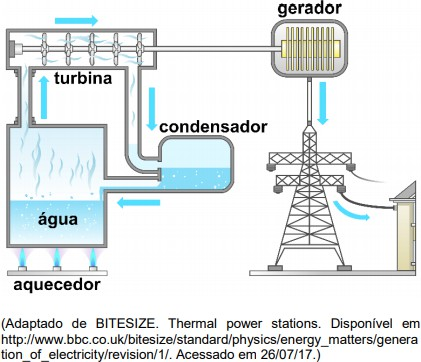 gerador
turbina
condensador
água
aquecedor
(Adaptado de BITESIZE. Thermal power stations. Disponível em
http://www.bbc.co.uk/bitesize/standard/physics/energy_matters/genera
tion_of_electricity/revision/1/. Acessado em 26/07/17.)